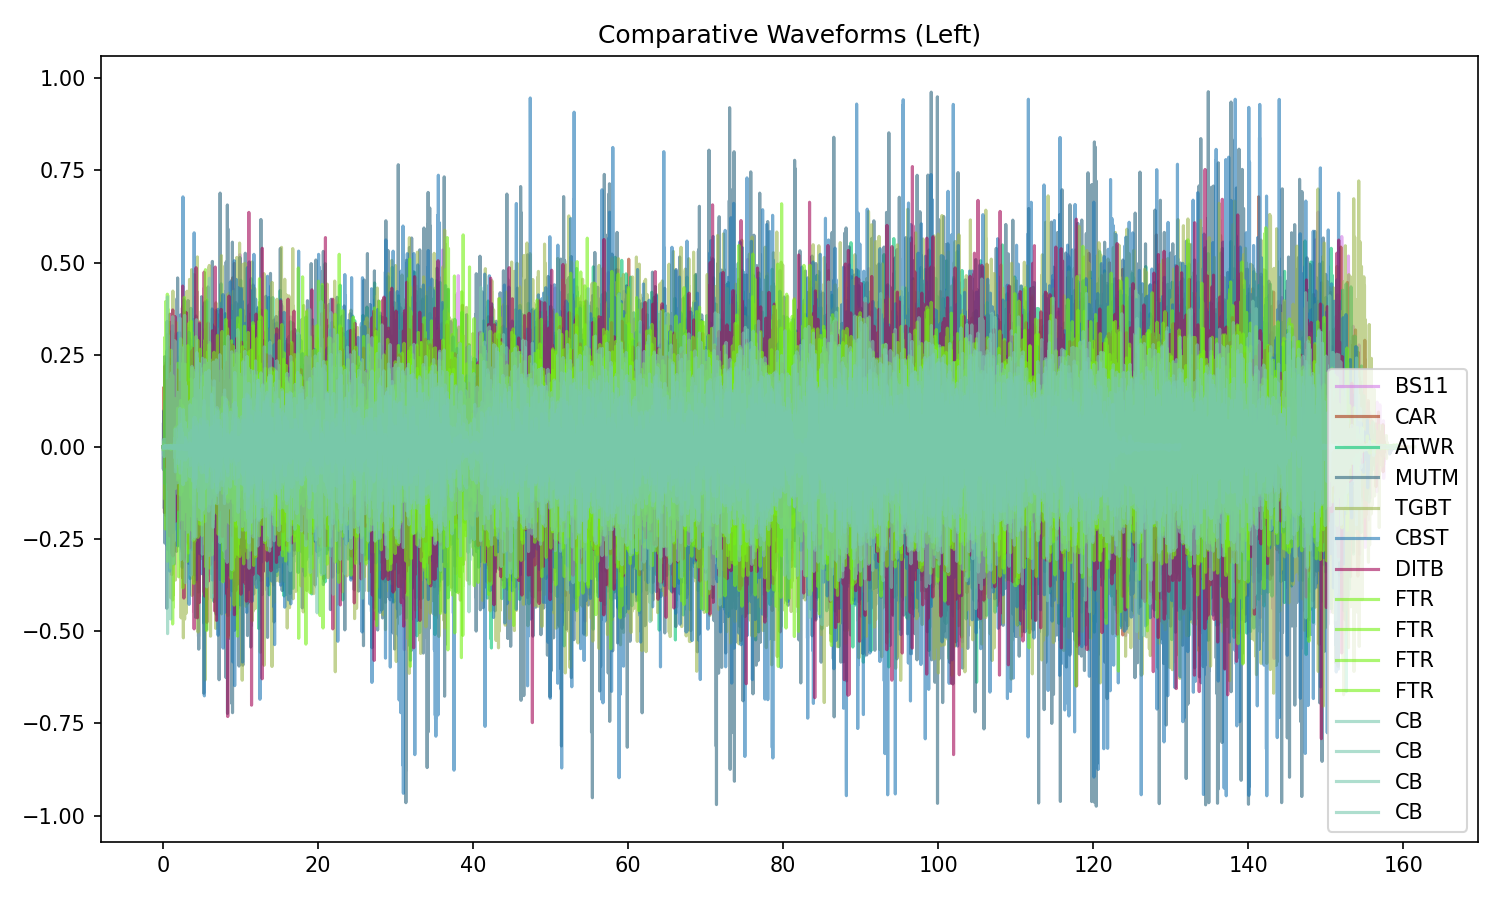 Comparative Waveforms (Left)
1.00
0.75
0.50
0.25
0.00
−0.25
−0.50
−0.75
−1.00
0 20 40 60 80 100 120 140 160
BS11
CAR
ATWR
MUTM
TGBT
CBST
DITB
FTR
FTR
FTR
FTR
CB
CB
CB
CB